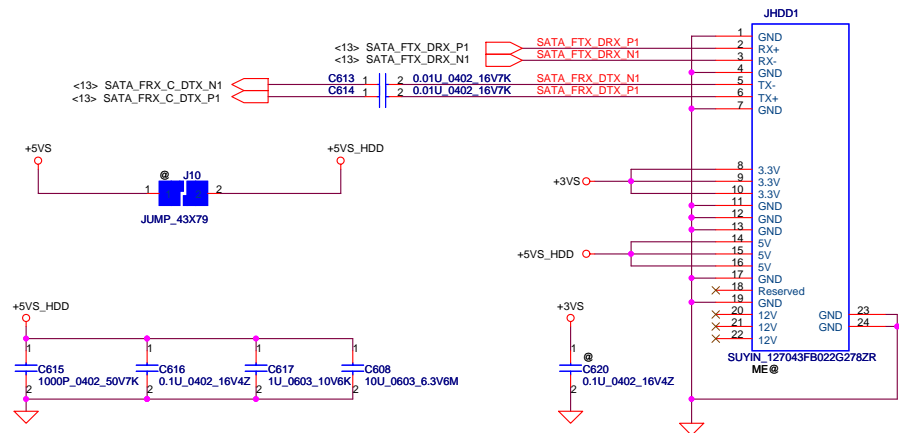 JHDD1
1 GND
<13> SATA_FTX_DRX_P1 SATA_FTX_DRX_P1 2 RX+
<13> SATA_FTX_DRX_N1 SATA_FTX_DRX_N1 3 RX-
4 GND
<13> SATA_FRX_C_DTX_N1 C613 1 2 0.01U_0402_16V7K SATA_FRX_DTX_N1 5 TX-
<13> SATA_FRX_C_DTX_P1 C614 1 2 0.01U_0402_16V7K SATA_FRX_DTX_P1 6 TX+
7 GND
+5VS +5VS_HDD
@ J10
1 2
JUMP_43X79
8 3.3V
+3VS 9 3.3V
10 3.3V
11 GND
12 GND
13 GND
14 5V
+5VS_HDD 15 5V
16 5V
17 GND
18 Reserved
19 GND
20 12V GND 23
21 12V GND 24
22 12V
SUYIN_127043FB022G278ZR
ME@
+5VS_HDD
1 1 1 1
C615 C616 C617 C608
1000P_0402_50V7K 0.1U_0402_16V4Z 1U_0603_10V6K 10U_0603_6.3V6M
2 2 2 2
+3VS
1 @
C620
0.1U_0402_16V4Z
2